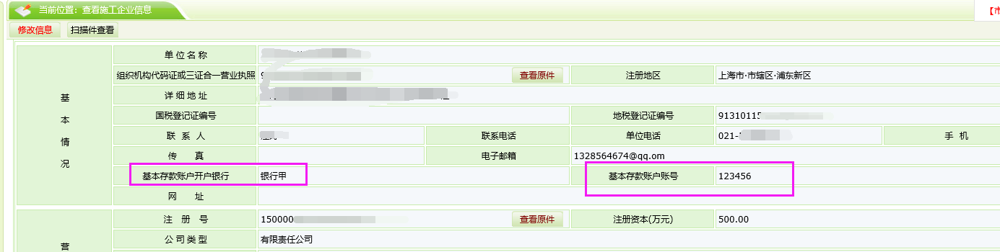 当前位置：查看施工企业信息
【市
修改信息 扫描件查看
基本情况
单位名称
组织机构代码证或三证合一营业执照 9 查看原件 注册地区 上海市·市辖区·浦东新区
详细地址
国税登记证编号 地税登记证编号 91310115
联系人 联系电话 单位电话 021- 手机
传真 电子邮箱 1328564674@qq.om
基本存款账户开户银行 银行甲 基本存款账户账号 123456
网址
注册号 150000 查看原件 注册资本(万元) 500.00
营
公司类型 有限责任公司